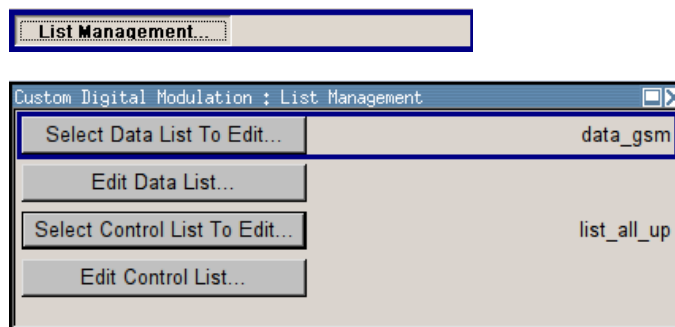 List Management...
Custom Digital Modulation : List Management
Select Data List To Edit... data_gsm
Edit Data List...
Select Control List To Edit... list_all_up
Edit Control List...